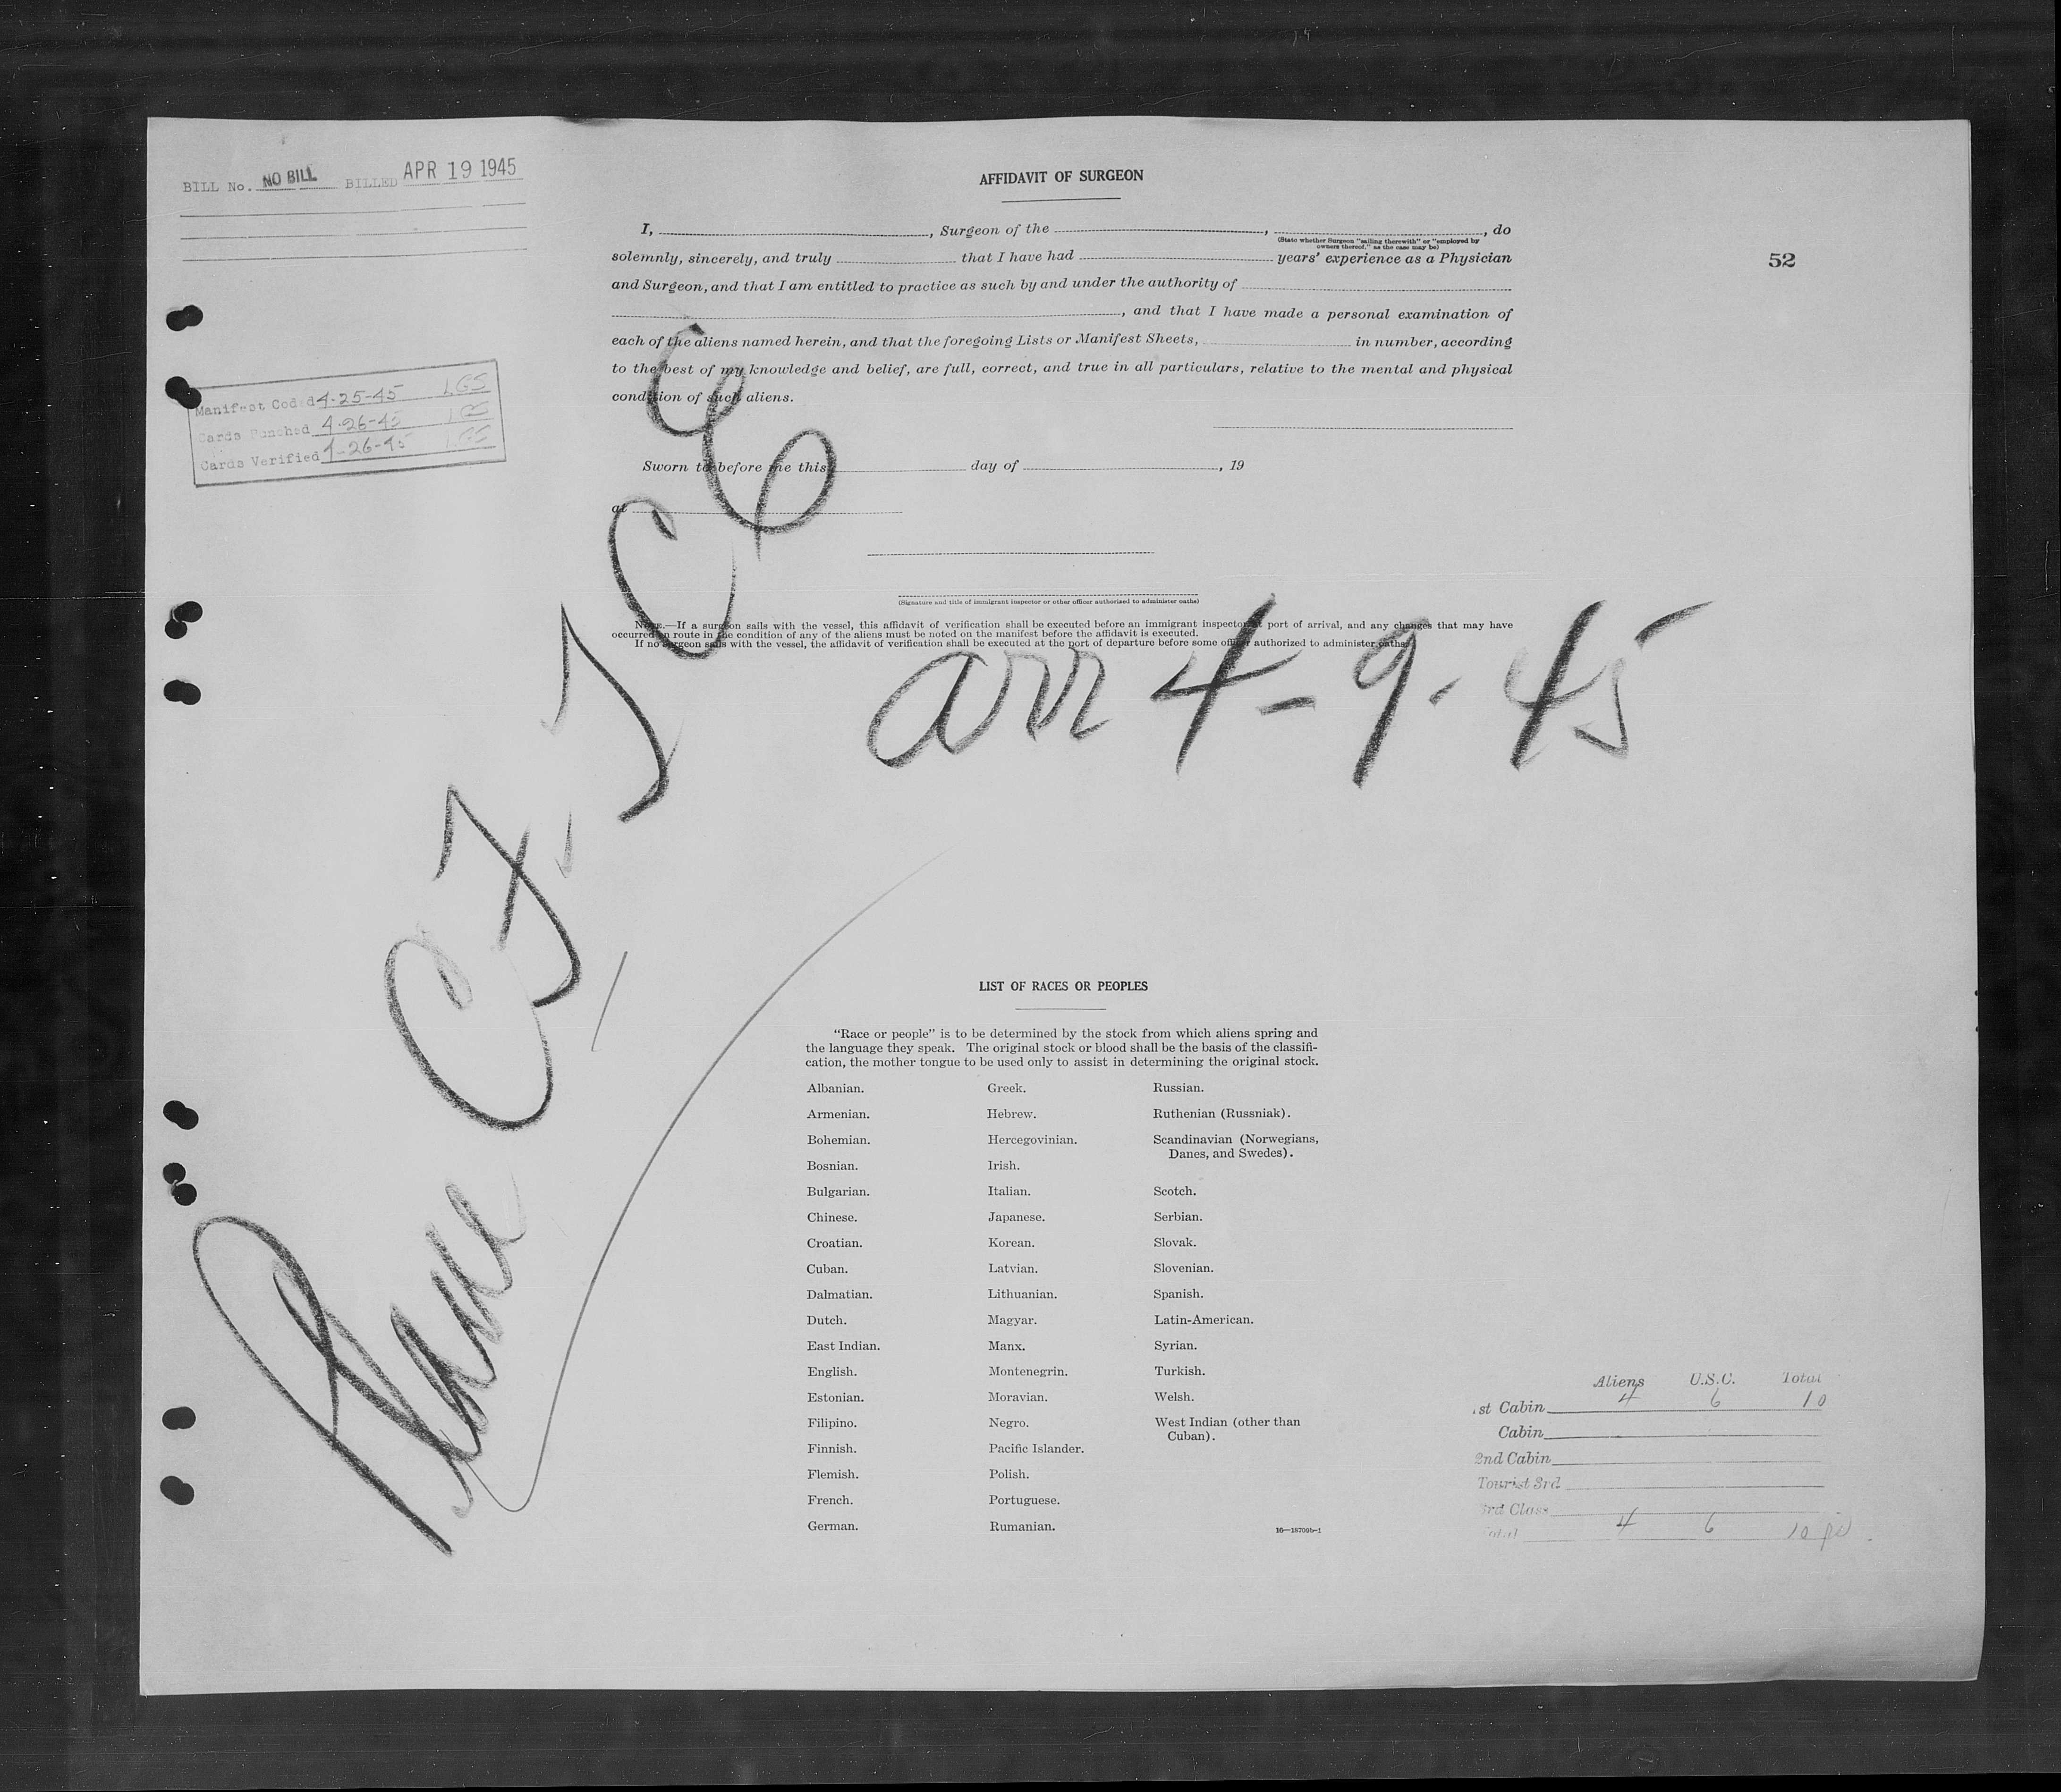 BILL No. NO BILL BILLED APR 19 1945
AFFIDAVIT OF SURGEON
I, , Surgeon of the , , do
(State whether Surgeon "sailing therewith" or "employed by
owners thereof," as the case may be)
solemnly, sincerely, and truly that I have had years' experience as a Physician
52
and Surgeon, and that I am entitled to practice as such by and under the authority of
, and that I have made a personal examination of
each of the aliens named herein, and that the foregoing Lists or Manifest Sheets, in number, according
to the best of my knowledge and belief, are full, correct, and true in all particulars, relative to the mental and physical
condition of such aliens.
Manifest Coded 4-25-45 LGS
Cards Punched 4-26-45
Cards Verified 4-26-45 LGS
Sworn to before me this day of , 19
at
(Signature and title of immigrant inspector or other officer authorized to administer oaths)
NOTE.—If a surgeon sails with the vessel, this affidavit of verification shall be executed before an immigrant inspector at port of arrival, and any changes that may have
occurred en route in the condition of any of the aliens must be noted on the manifest before the affidavit is executed.
If no surgeon sails with the vessel, the affidavit of verification shall be executed at the port of departure before some officer authorized to administer oaths.
arr 4-9-45
Plane
LIST OF RACES OR PEOPLES
"Race or people" is to be determined by the stock from which aliens spring and
the language they speak. The original stock or blood shall be the basis of the classifi-
cation, the mother tongue to be used only to assist in determining the original stock.
Albanian. Greek. Russian.
Armenian. Hebrew. Ruthenian (Russniak).
Bohemian. Hercegovinian. Scandinavian (Norwegians,
Danes, and Swedes).
Bosnian. Irish.
Bulgarian. Italian. Scotch.
Chinese. Japanese. Serbian.
Croatian. Korean. Slovak.
Cuban. Latvian. Slovenian.
Dalmatian. Lithuanian. Spanish.
Dutch. Magyar. Latin-American.
East Indian. Manx. Syrian.
English. Montenegrin. Turkish.
Estonian. Moravian. Welsh.
Filipino. Negro. West Indian (other than
Cuban).
Finnish. Pacific Islander.
Flemish. Polish.
French. Portuguese.
German. Rumanian.
16—18709b-1
Aliens U.S.C. Total
1st Cabin 4 6 10
Cabin
2nd Cabin
Tourist 3rd
3rd Class
Total 4 6 10